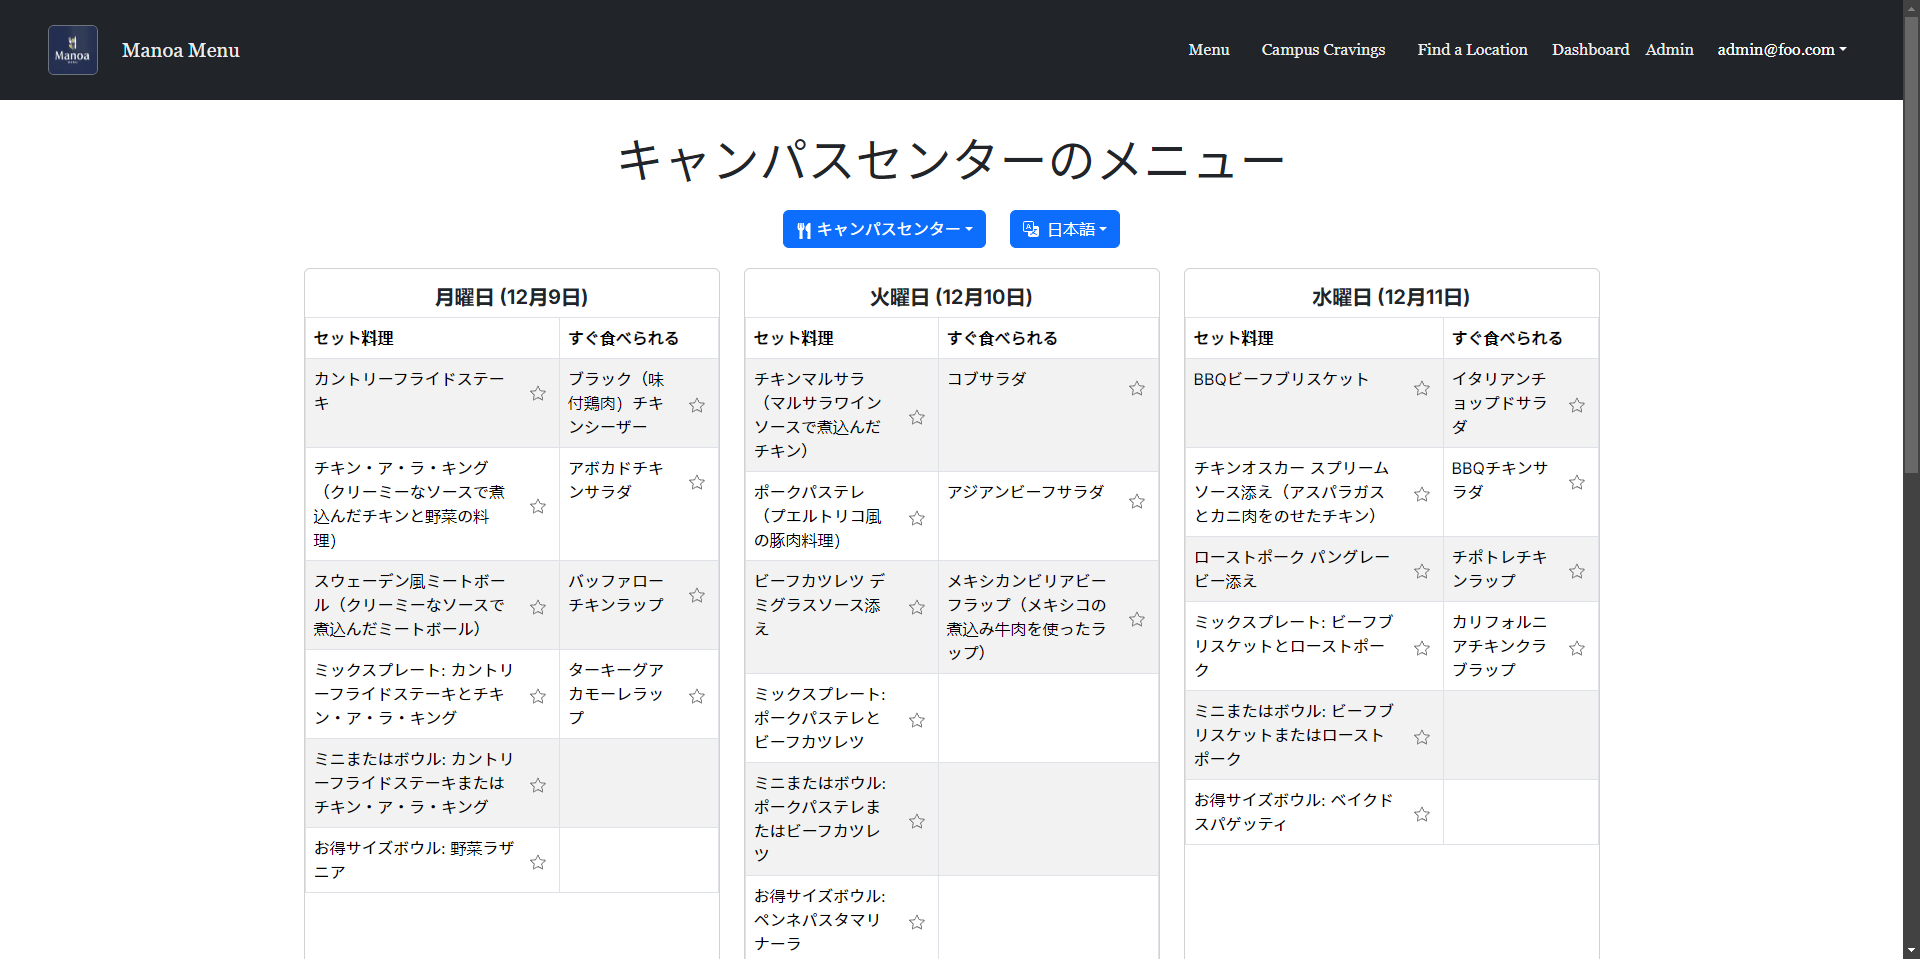 Manoa
Manoa Menu
Menu
Campus Cravings
Find a Location
Dashboard
Admin
admin@foo.com
キャンパスセンターのメニュー
キャンパスセンター
日本語
月曜日 (12月9日)
セット料理
すぐ食べられる
カントリーフライドステー
キ
ブラック（味
付鶏肉）チキ
ンシーザー
チキン・ア・ラ・キング
（クリーミーなソースで煮
込んだチキンと野菜の料
理)
アボカドチキ
ンサラダ
スウェーデン風ミートボー
ル（クリーミーなソースで
煮込んだミートボール）
バッファロー
チキンラップ
ミックスプレート: カントリ
ーフライドステーキとチキ
ン・ア・ラ・キング
ターキーグア
カモーレラッ
プ
ミニまたはボウル: カントリ
ーフライドステーキまたは
チキン・ア・ラ・キング
お得サイズボウル: 野菜ラザ
ニア
火曜日 (12月10日)
セット料理
すぐ食べられる
チキンマルサラ
（マルサラワイン
ソースで煮込んだ
チキン）
コブサラダ
ポークパステレ
（プエルトリコ風
の豚肉料理)
アジアンビーフサラダ
ビーフカツレツ デ
ミグラスソース添
え
メキシカンビリアビー
フラップ（メキシコの
煮込み牛肉を使ったラ
ップ）
ミックスプレート:
ポークパステレと
ビーフカツレツ
ミニまたはボウル:
ポークパステレま
たはビーフカツレ
ツ
お得サイズボウル:
ペンネパスタマリ
ナーラ
水曜日 (12月11日)
セット料理
すぐ食べられる
BBQビーフブリスケット
イタリアンチ
ョップドサラ
ダ
チキンオスカー スプリーム
ソース添え（アスパラガス
とカニ肉をのせたチキン）
BBQチキンサ
ラダ
ローストポーク パングレー
ビー添え
チポトレチキ
ンラップ
ミックスプレート: ビーフブ
リスケットとローストポー
ク
カリフォルニ
アチキンクラ
ブラップ
ミニまたはボウル: ビーフブ
リスケットまたはロースト
ポーク
お得サイズボウル: ベイクド
スパゲッティ